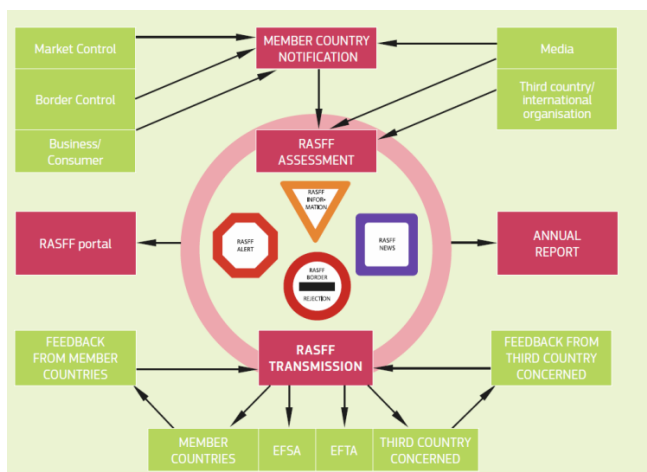 Market Control
MEMBER COUNTRY
NOTIFICATION
Media
Border Control
Third country/
international
organisation
Business/
Consumer
RASFF
ASSESSMENT
RASFF
INFOR-
MATION
RASFF portal
RASFF
ALERT
RASFF
NEWS
ANNUAL
REPORT
RASFF
BORDER
REJECTION
FEEDBACK
FROM MEMBER
COUNTRIES
RASFF
TRANSMISSION
FEEDBACK FROM
THIRD COUNTRY
CONCERNED
MEMBER
COUNTRIES
EFSA
EFTA
THIRD COUNTRY
CONCERNED